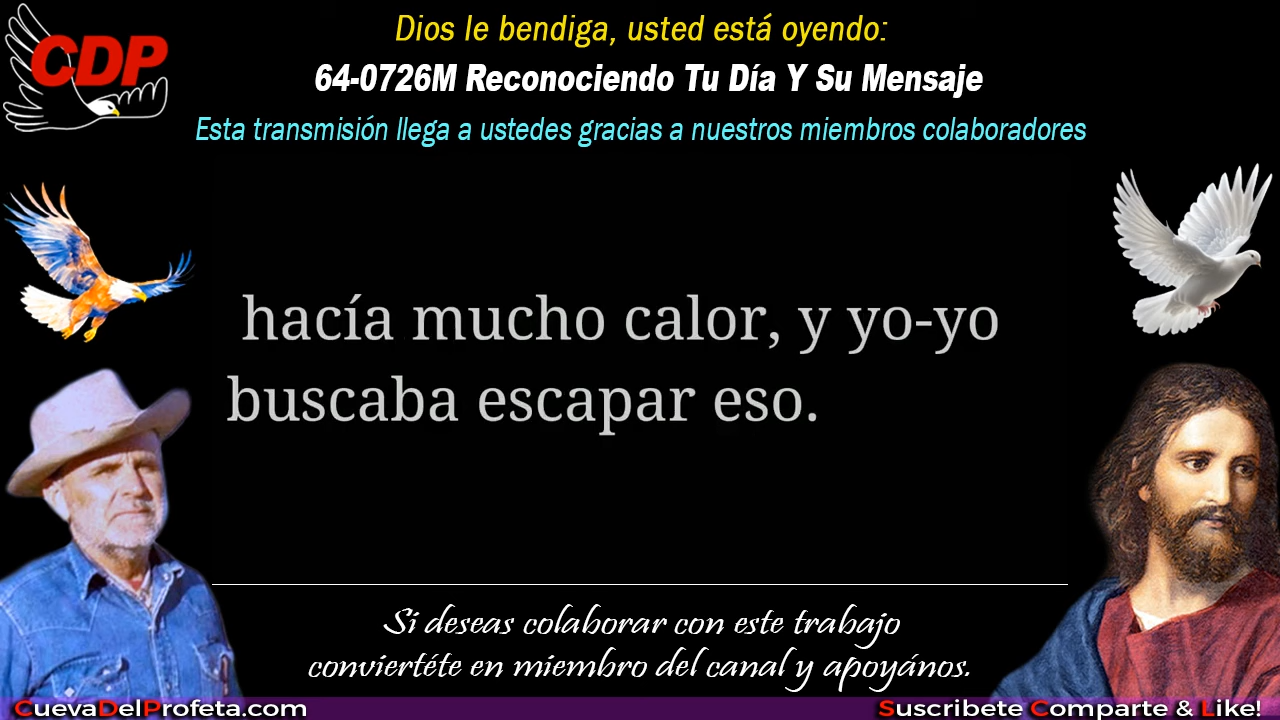 CDP
Dios le bendiga, usted está oyendo:
64-0726M Reconociendo Tu Día Y Su Mensaje
Esta transmisión llega a ustedes gracias a nuestros miembros colaboradores
hacía mucho calor, y yo-yo
buscaba escapar eso.
Si deseas colaborar con este trabajo
conviertéte en miembro del canal y apoyános.
CuevaDelProfeta.com
Suscribete Comparte & Like!